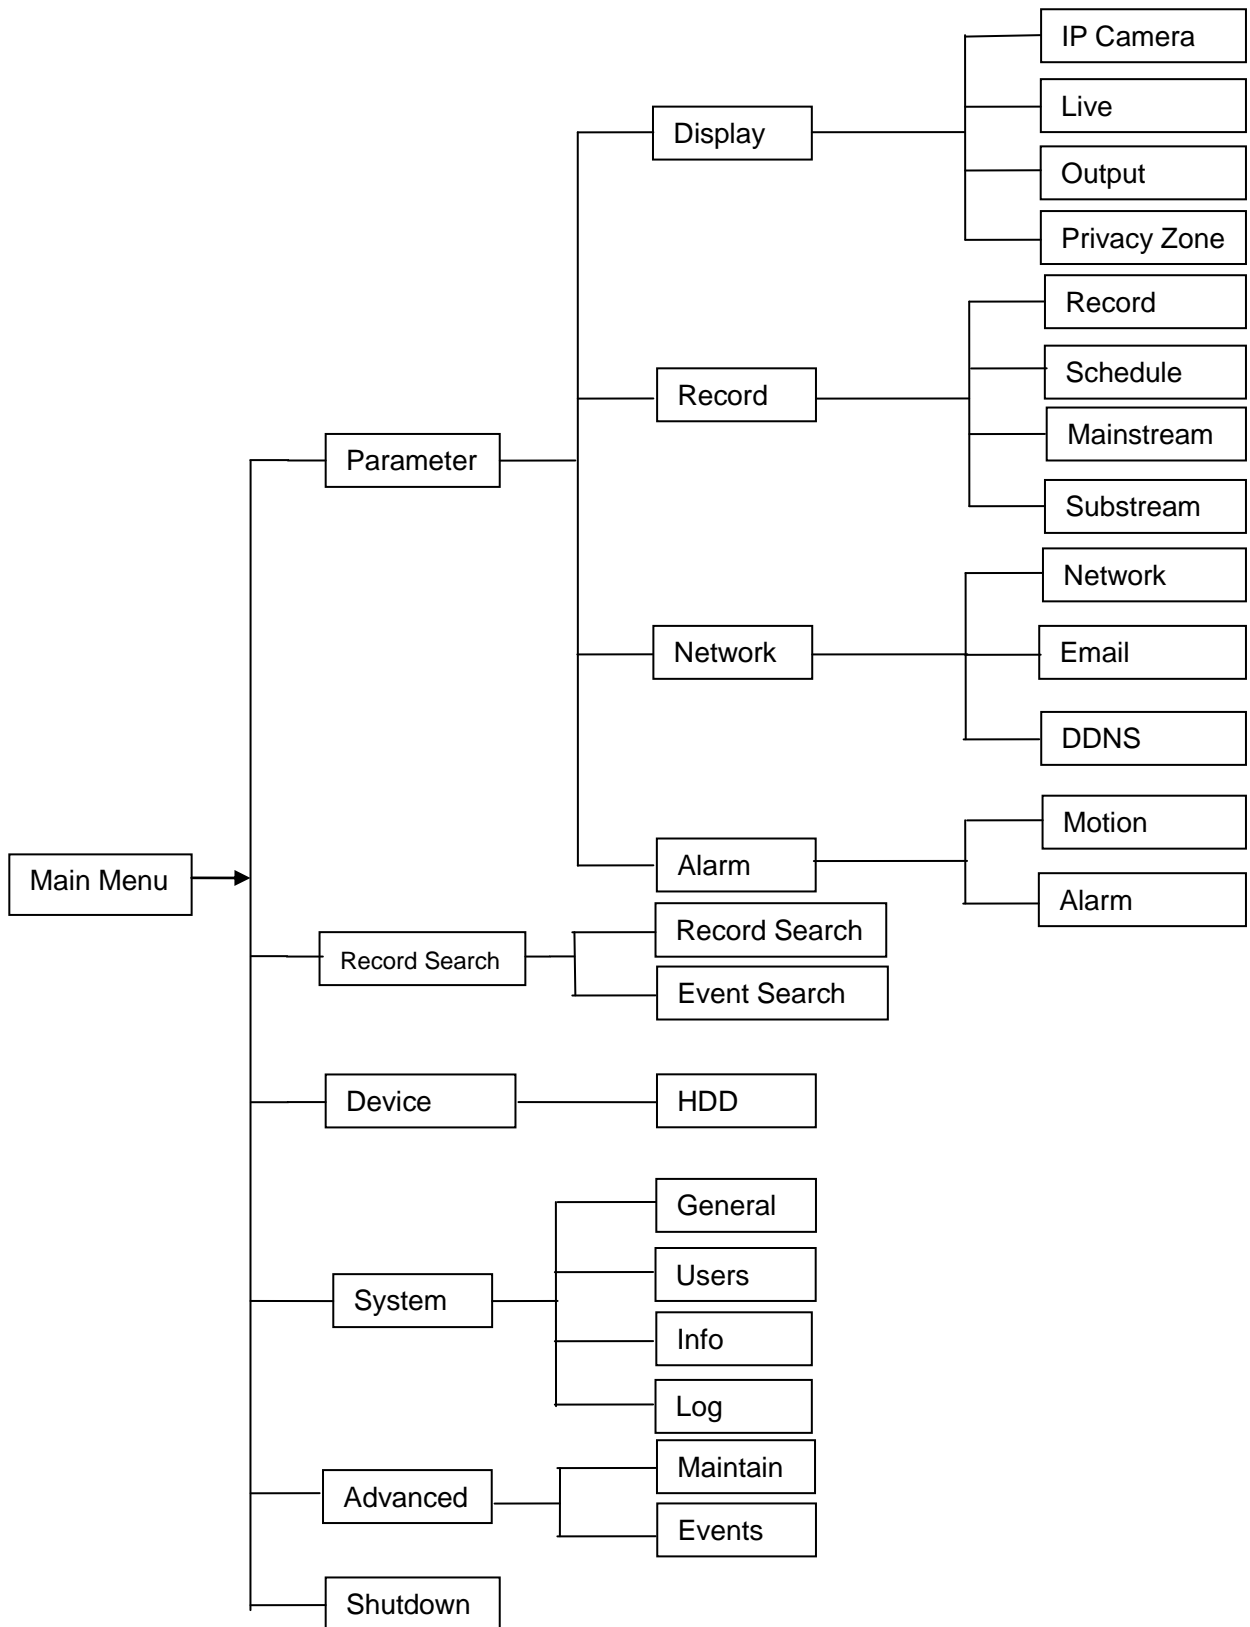 IP Camera
Live
Display
Output
Privacy Zone
Record
Schedule
Record
Mainstream
Parameter
Substream
Network
Email
Network
DDNS
Motion
Alarm
Main Menu
Alarm
Record Search
Record Search
Event Search
Device
HDD
General
Users
System
Info
Log
Maintain
Advanced
Events
Shutdown